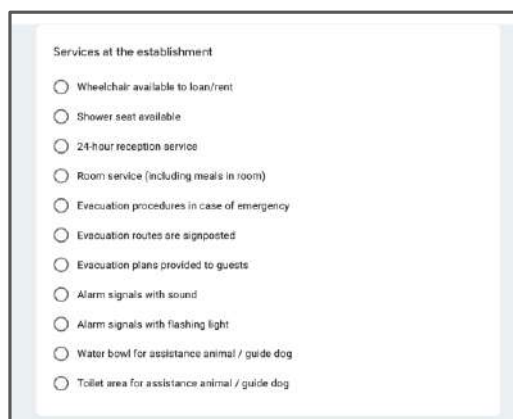 Services at the establishment
Wheelchair available to loan/rent
Shower seat available
24-hour reception service
Room service (including meals in room)
Evacuation procedures in case of emergency
Evacuation routes are signposted
Evacuation plans provided to guests
Alarm signals with sound
Alarm signals with flashing light
Water bowl for assistance animal / guide dog
Toilet area for assistance animal / guide dog